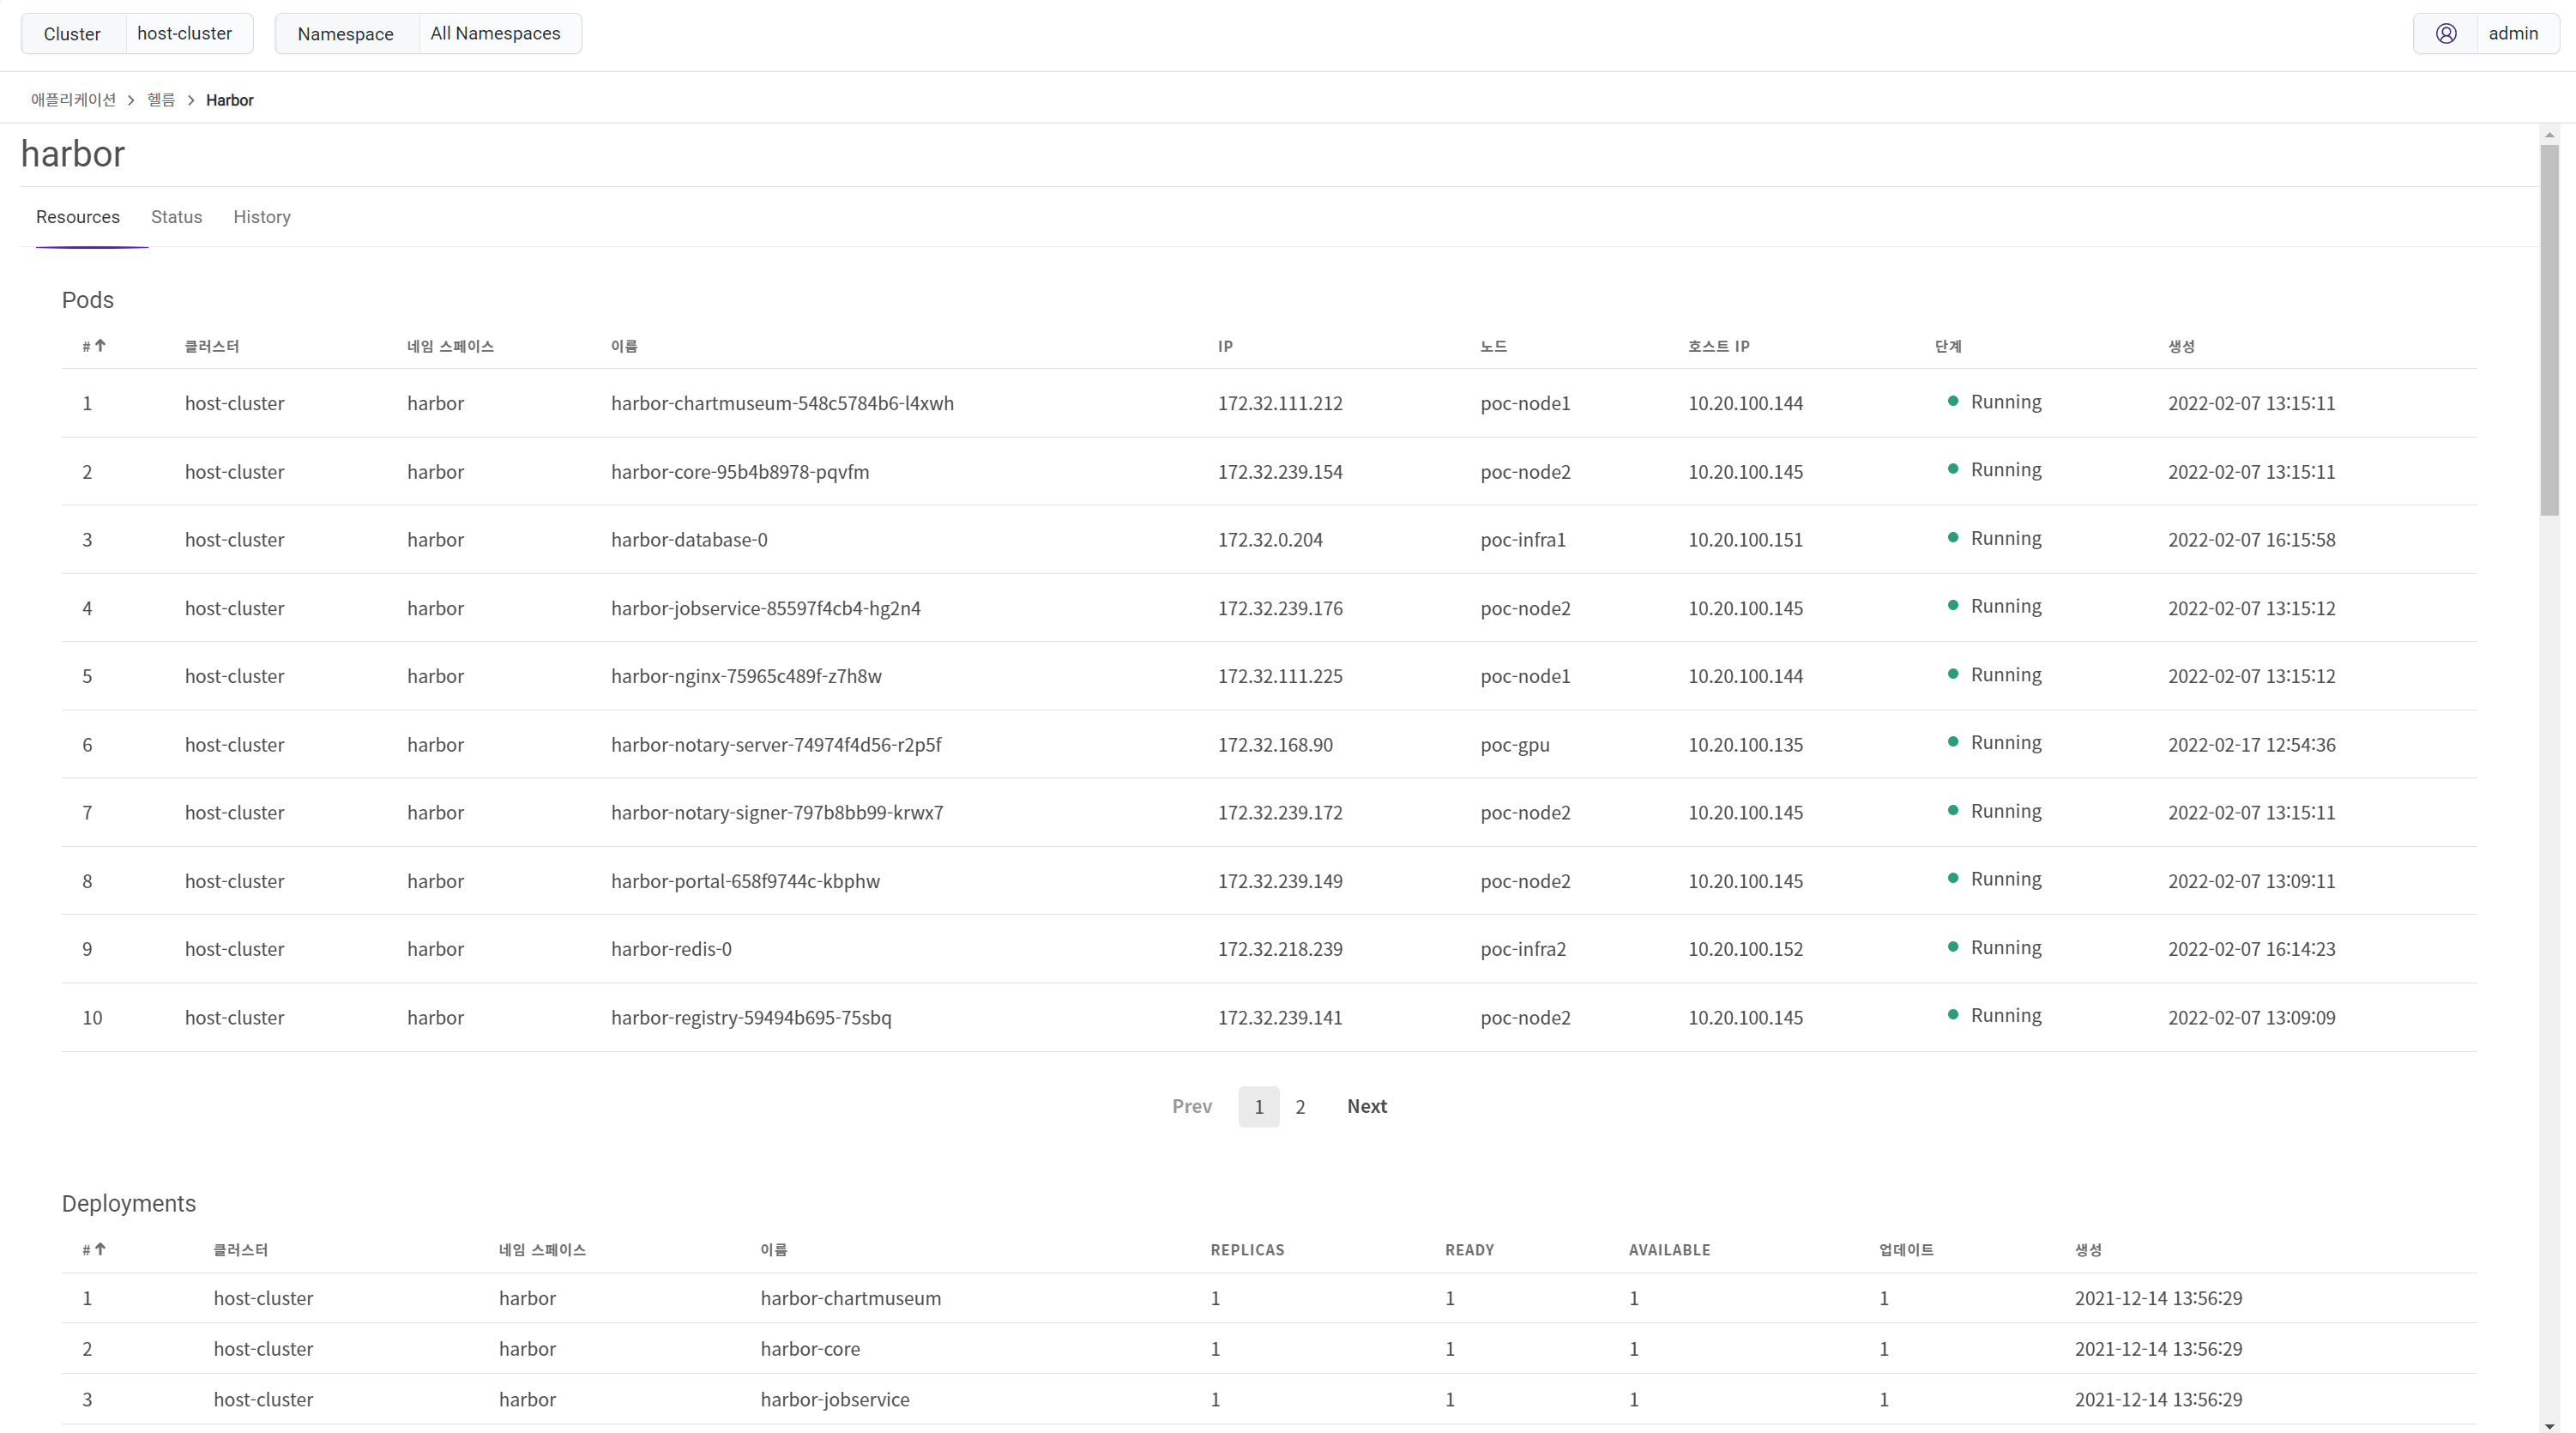 Cluster host-cluster Namespace All Namespaces admin
애플리케이션 > 헬름 > Harbor
harbor
Resources Status History
Pods
# 클러스터 네임 스페이스 이름 IP 노드 호스트 IP 단계 생성
1 host-cluster harbor harbor-chartmuseum-548c5784b6-l4xwh 172.32.111.212 poc-node1 10.20.100.144 Running 2022-02-07 13:15:11
2 host-cluster harbor harbor-core-95b4b8978-pqvfm 172.32.239.154 poc-node2 10.20.100.145 Running 2022-02-07 13:15:11
3 host-cluster harbor harbor-database-0 172.32.0.204 poc-infra1 10.20.100.151 Running 2022-02-07 16:15:58
4 host-cluster harbor harbor-jobservice-85597f4cb4-hg2n4 172.32.239.176 poc-node2 10.20.100.145 Running 2022-02-07 13:15:12
5 host-cluster harbor harbor-nginx-75965c489f-z7h8w 172.32.111.225 poc-node1 10.20.100.144 Running 2022-02-07 13:15:12
6 host-cluster harbor harbor-notary-server-74974f4d56-r2p5f 172.32.168.90 poc-gpu 10.20.100.135 Running 2022-02-17 12:54:36
7 host-cluster harbor harbor-notary-signer-797b8bb99-krwx7 172.32.239.172 poc-node2 10.20.100.145 Running 2022-02-07 13:15:11
8 host-cluster harbor harbor-portal-658f9744c-kbphw 172.32.239.149 poc-node2 10.20.100.145 Running 2022-02-07 13:09:11
9 host-cluster harbor harbor-redis-0 172.32.218.239 poc-infra2 10.20.100.152 Running 2022-02-07 16:14:23
10 host-cluster harbor harbor-registry-59494b695-75sbq 172.32.239.141 poc-node2 10.20.100.145 Running 2022-02-07 13:09:09
Prev 1 2 Next
Deployments
# 클러스터 네임 스페이스 이름 REPLICAS READY AVAILABLE 업데이트 생성
1 host-cluster harbor harbor-chartmuseum 1 1 1 1 2021-12-14 13:56:29
2 host-cluster harbor harbor-core 1 1 1 1 2021-12-14 13:56:29
3 host-cluster harbor harbor-jobservice 1 1 1 1 2021-12-14 13:56:29